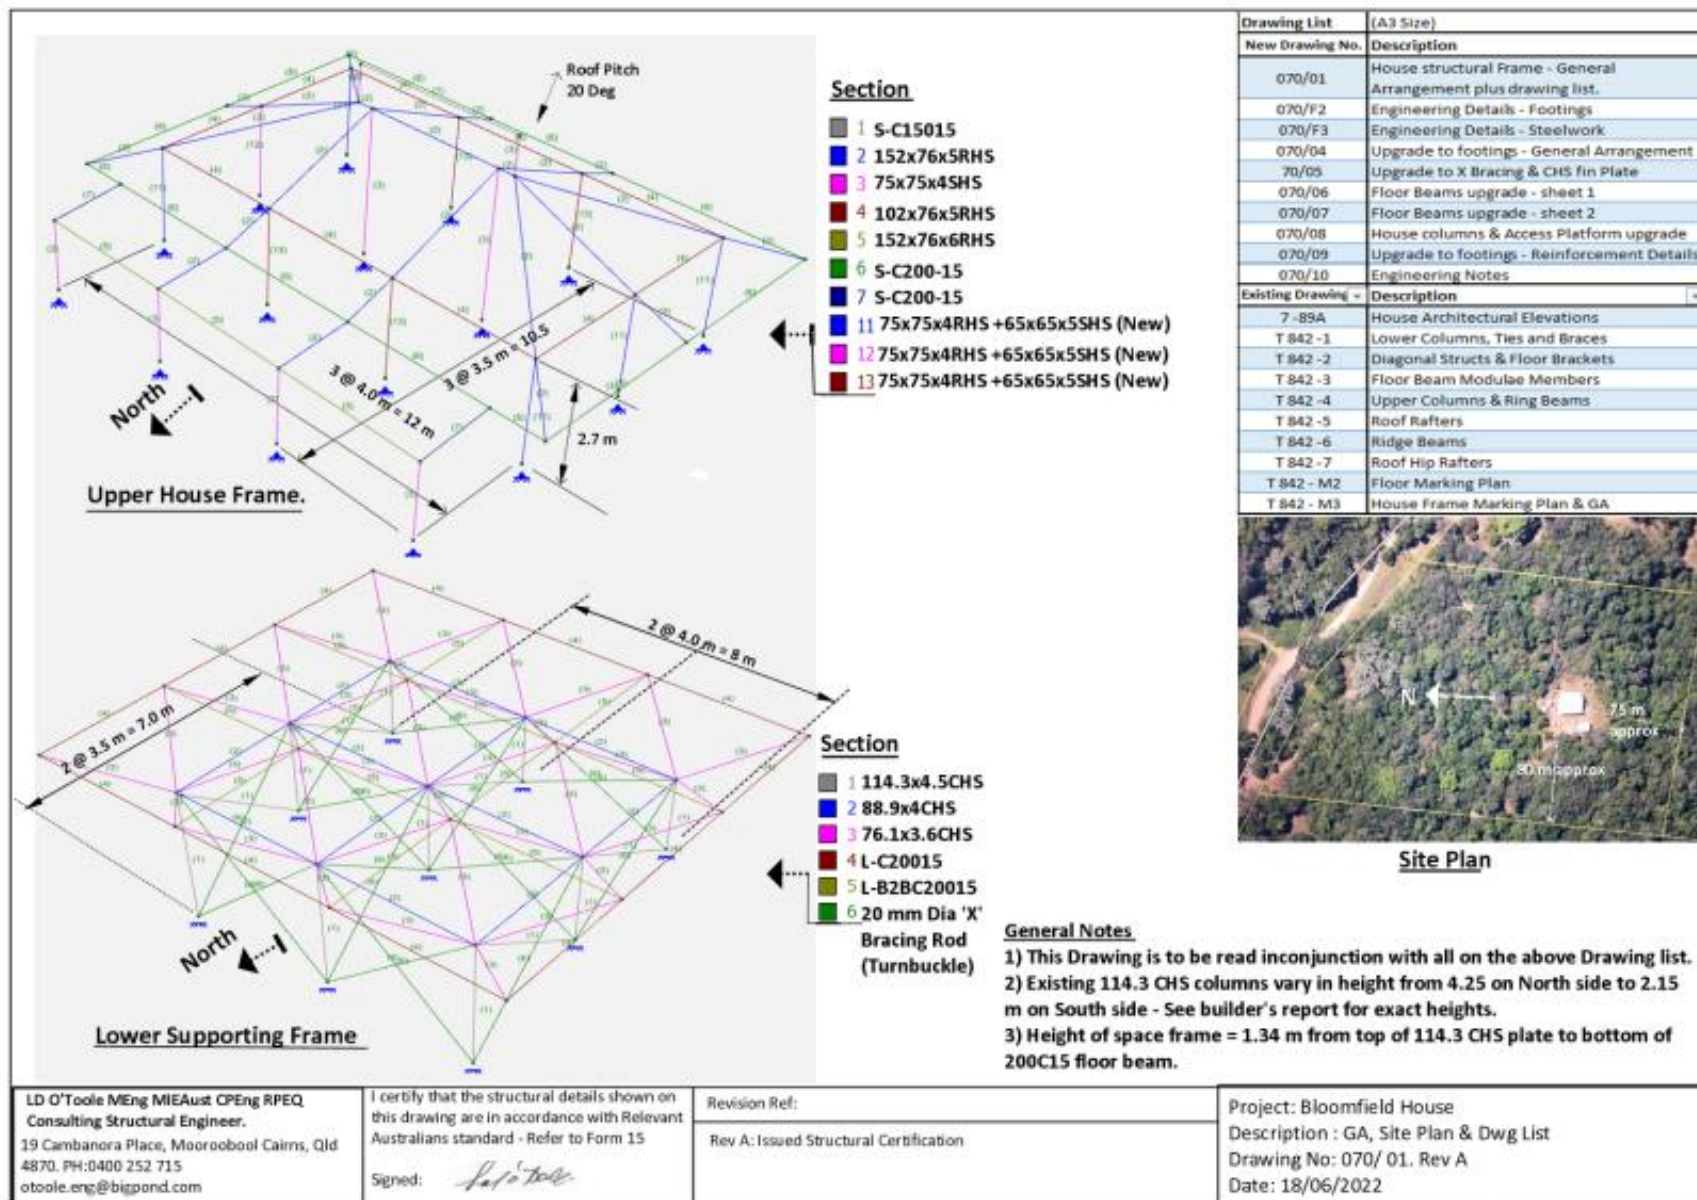 Roof Pitch
20 Deg
3 @ 3.5 m = 10.5
3 @ 4.0 m = 12 m
2.7 m
North
Upper House Frame.
Section
1 S-C15015
2 152x76x5RHS
3 75x75x4SHS
4 102x76x5RHS
5 152x76x6RHS
6 S-C200-15
7 S-C200-15
11 75x75x4RHS +65x65x5SHS (New)
12 75x75x4RHS +65x65x5SHS (New)
13 75x75x4RHS +65x65x5SHS (New)
2 @ 4.0 m = 8 m
2 @ 3.5 m = 7.0 m
North
Lower Supporting Frame
Section
1 114.3x4.5CHS
2 88.9x4CHS
3 76.1x3.6CHS
4 L-C20015
5 L-B2BC20015
6 20 mm Dia 'X'
Bracing Rod
(Turnbuckle)
Drawing List (A3 Size)
New Drawing No. Description
070/01 House structural Frame - General
Arrangement plus drawing list.
070/F2 Engineering Details - Footings
070/F3 Engineering Details - Steelwork
070/04 Upgrade to footings - General Arrangement
70/05 Upgrade to X Bracing & CHS fin Plate
070/06 Floor Beams upgrade - sheet 1
070/07 Floor Beams upgrade - sheet 2
070/08 House columns & Access Platform upgrade
070/09 Upgrade to footings - Reinforcement Details
070/10 Engineering Notes
Existing Drawing Description
7 -89A House Architectural Elevations
T 842 -1 Lower Columns, Ties and Braces
T 842 -2 Diagonal Structs & Floor Brackets
T 842 -3 Floor Beam Modulae Members
T 842 -4 Upper Columns & Ring Beams
T 842 -5 Roof Rafters
T 842 -6 Ridge Beams
T 842 -7 Roof Hip Rafters
T 842 - M2 Floor Marking Plan
T 842 - M3 House Frame Marking Plan & GA
N
75 m
approx
80 m approx
Site Plan
General Notes
1) This Drawing is to be read inconjunction with all on the above Drawing list.
2) Existing 114.3 CHS columns vary in height from 4.25 on North side to 2.15
m on South side - See builder's report for exact heights.
3) Height of space frame = 1.34 m from top of 114.3 CHS plate to bottom of
200C15 floor beam.
LD O'Toole MEng MIEAust CPEng RPEQ
Consulting Structural Engineer.
19 Cambanora Place, Mooroobool Cairns, Qld
4870. PH:0400 252 715
otoole.eng@bigpond.com
I certify that the structural details shown on
this drawing are in accordance with Relevant
Australians standard - Refer to Form 15
Signed:
Revision Ref:
Rev A: Issued Structural Certification
Project: Bloomfield House
Description : GA, Site Plan & Dwg List
Drawing No: 070/ 01. Rev A
Date: 18/06/2022